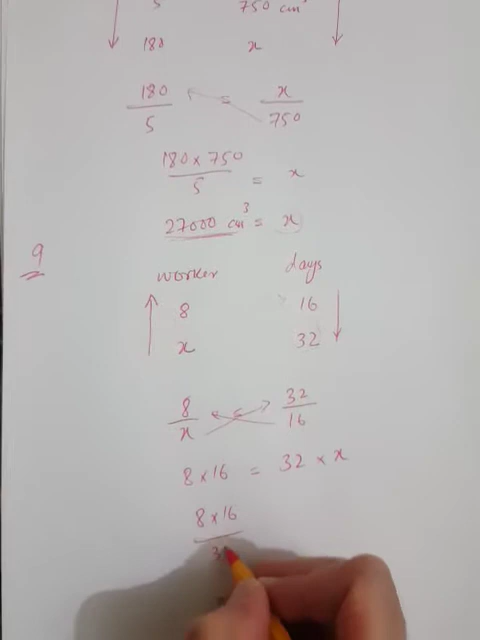 5 750 cm³
180 x
180/5 = x/750
180 x 750/5 = x
27000 cm³ = x
9
worker days
8 16
x 32
8/x = 32/16
8 x 16 = 32 x x
8 x 16
3